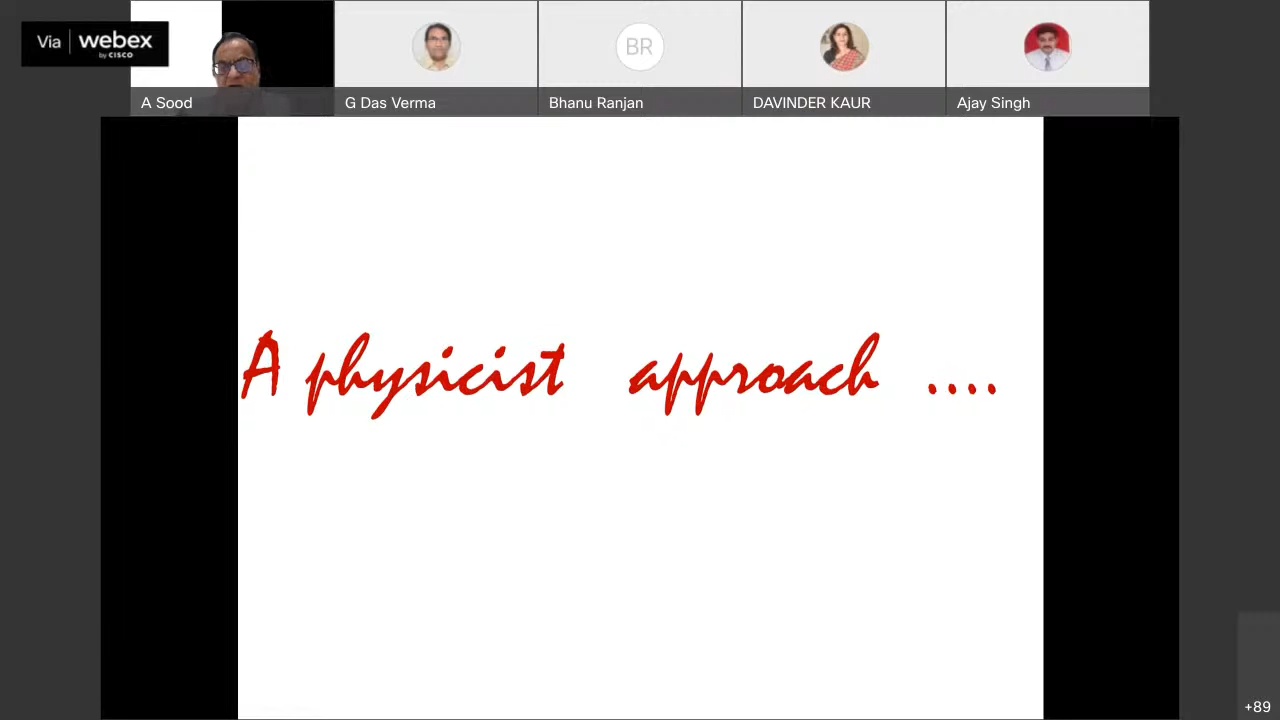 Via webex
by CISCO
BR
A Sood
G Das Verma
Bhanu Ranjan
DAVINDER KAUR
Ajay Singh
A physicist approach ....
+89